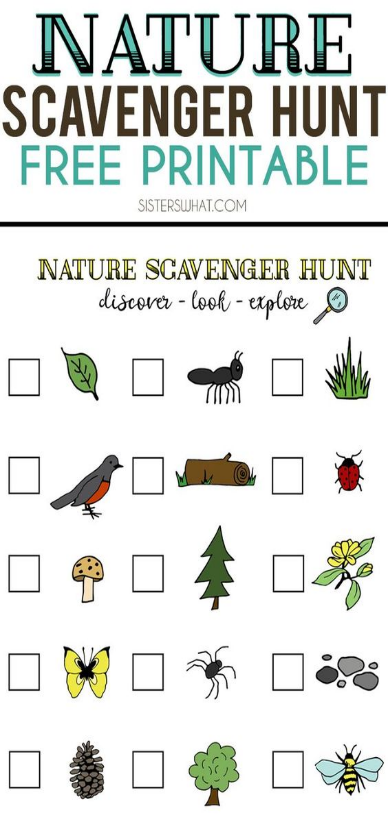 NATURE
SCAVENGER HUNT
FREE PRINTABLE
SISTERSWHAT.COM
NATURE SCAVENGER HUNT
discover - look - explore